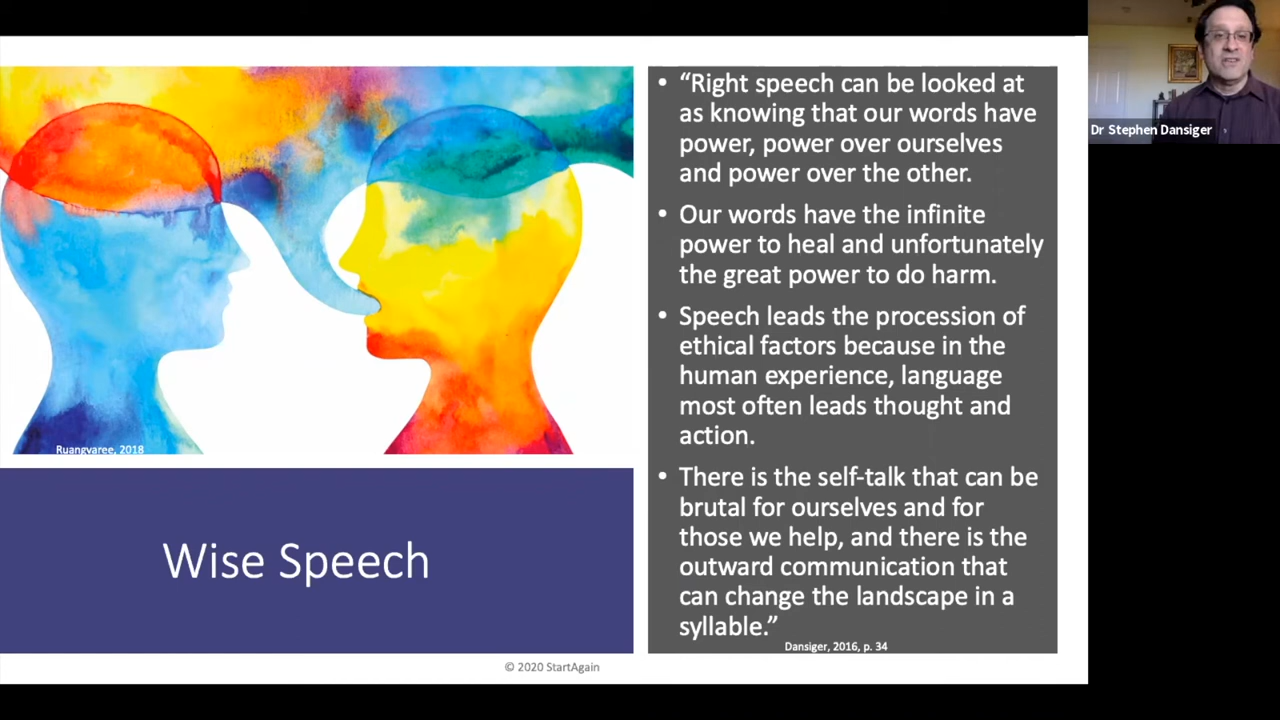 Ruangvaree, 2018
Wise Speech
• “Right speech can be looked at
as knowing that our words have
power, power over ourselves
and power over the other.
• Our words have the infinite
power to heal and unfortunately
the great power to do harm.
• Speech leads the procession of
ethical factors because in the
human experience, language
most often leads thought and
action.
• There is the self-talk that can be
brutal for ourselves and for
those we help, and there is the
outward communication that
can change the landscape in a
syllable.”
Dansiger, 2016, p. 34
© 2020 StartAgain
Dr Stephen Dansiger